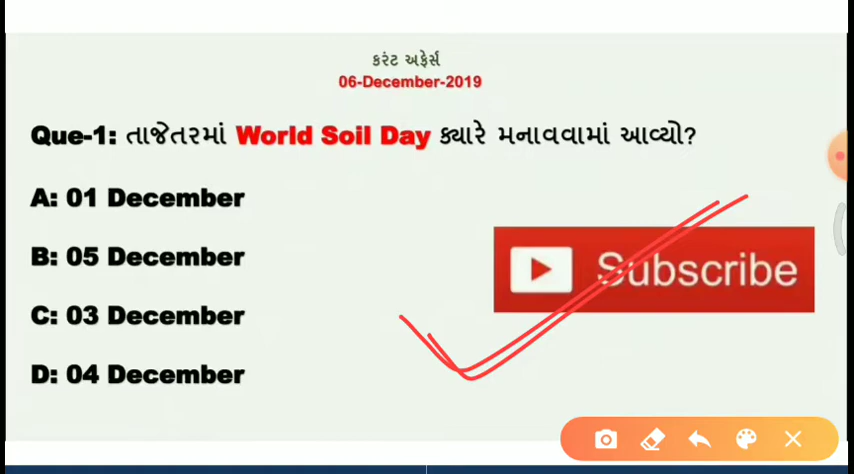 કરંટ અફેર્સ
06-December-2019
Que-1: તાજેતરમાં World Soil Day ક્યારે મનાવવામાં આવ્યો?
A: 01 December
B: 05 December
Subscribe
C: 03 December
D: 04 December